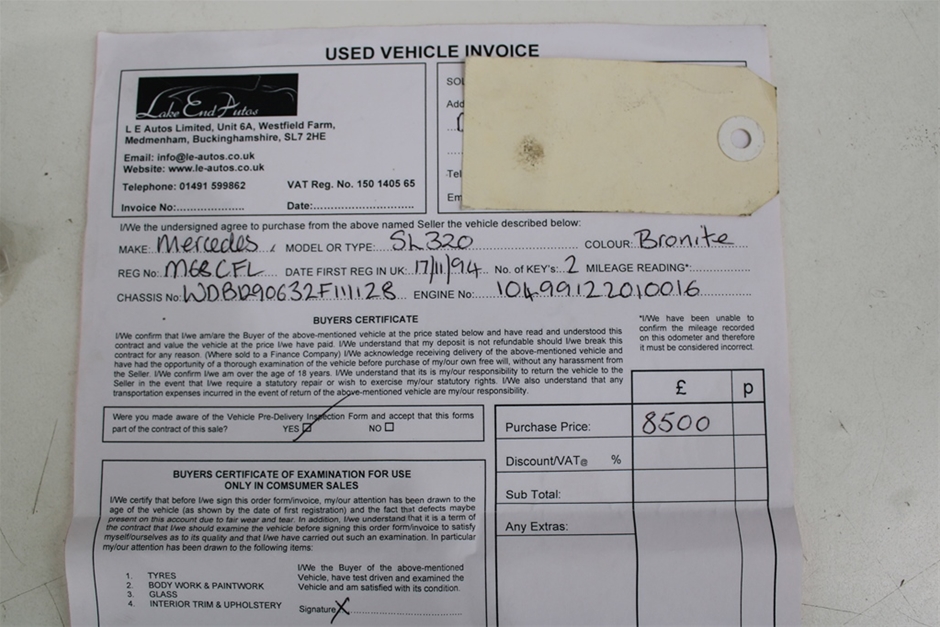 USED VEHICLE INVOICE
Lake End Autos
L E Autos Limited, Unit 6A, Westfield Farm,
Medmenham, Buckinghamshire, SL7 2HE
Email: info@le-autos.co.uk
Website: www.le-autos.co.uk
Telephone: 01491 599862 VAT Reg. No. 150 1405 65
Invoice No:..................... Date:.....................
SOL
Add
Tel
Em
I/We the undersigned agree to purchase from the above named Seller the vehicle described below:
MAKE: Mercedes MODEL OR TYPE: SL320 COLOUR: Bronite
REG No: M68CFL DATE FIRST REG IN UK: 17/11/94 No. of KEY's: 2 MILEAGE READING*:
CHASSIS No: WDB1290632F111128 ENGINE No: 10499122010016
BUYERS CERTIFICATE
I/We confirm that I/we am/are the Buyer of the above-mentioned vehicle at the price stated below and have read and understood this
contract and value the vehicle at the price I/we have paid. I/We understand that my deposit is not refundable should I/We break this
contract for any reason. (Where sold to a Finance Company) I/We acknowledge receiving delivery of the above-mentioned vehicle and
have had the opportunity of a thorough examination of the vehicle before purchase of my/our own free will, without any harassment from
the Seller. I/We confirm I/we am over the age of 18 years. I/We understand that its is my/our responsibility to return the vehicle to the
Seller in the event that I/we require a statutory repair or wish to exercise my/our statutory rights. I/We also understand that any
transportation expenses incurred in the event of return of the above-mentioned vehicle are my/our responsibility.
*I/We have been unable to
confirm the mileage recorded
on this odometer and therefore
it must be considered incorrect.
Were you made aware of the Vehicle Pre-Delivery Inspection Form and accept that this forms
part of the contract of this sale? YES NO
£ p
Purchase Price: 8500
Discount/VAT@ %
Sub Total:
Any Extras:
BUYERS CERTIFICATE OF EXAMINATION FOR USE
ONLY IN COMSUMER SALES
I/We certify that before I/we sign this order form/invoice, my/our attention has been drawn to the
age of the vehicle (as shown by the date of first registration) and the fact that defects maybe
present on this account due to fair wear and tear. In addition, I/we understand that it is a term of
the contract that I/we should examine the vehicle before signing this order form/invoice to satisfy
myself/ourselves as to its quality and that I/we have carried out such an examination. In particular
my/our attention has been drawn to the following items:
1. TYRES
2. BODY WORK & PAINTWORK
3. GLASS
4. INTERIOR TRIM & UPHOLSTERY
I/We the Buyer of the above-mentioned
Vehicle, have test driven and examined the
Vehicle and am satisfied with its condition.
Signature X